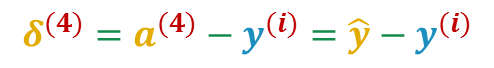 δ⁽⁴⁾ = a⁽⁴⁾ − y⁽ⁱ⁾ = ŷ − y⁽ⁱ⁾